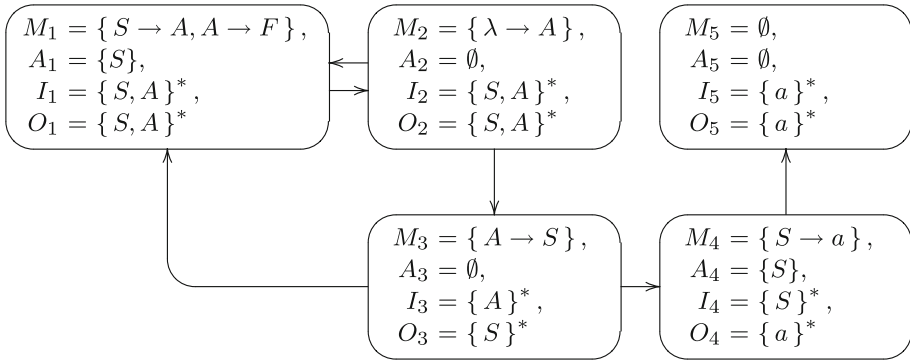 M₁ = { S → A, A → F },
A₁ = {S},
I₁ = { S, A }*,
O₁ = { S, A }*
M₂ = { λ → A },
A₂ = ∅,
I₂ = { S, A }*,
O₂ = { S, A }*
M₅ = ∅,
A₅ = ∅,
I₅ = { a }*,
O₅ = { a }*
M₃ = { A → S },
A₃ = ∅,
I₃ = { A }*,
O₃ = { S }*
M₄ = { S → a },
A₄ = {S},
I₄ = { S }*,
O₄ = { a }*